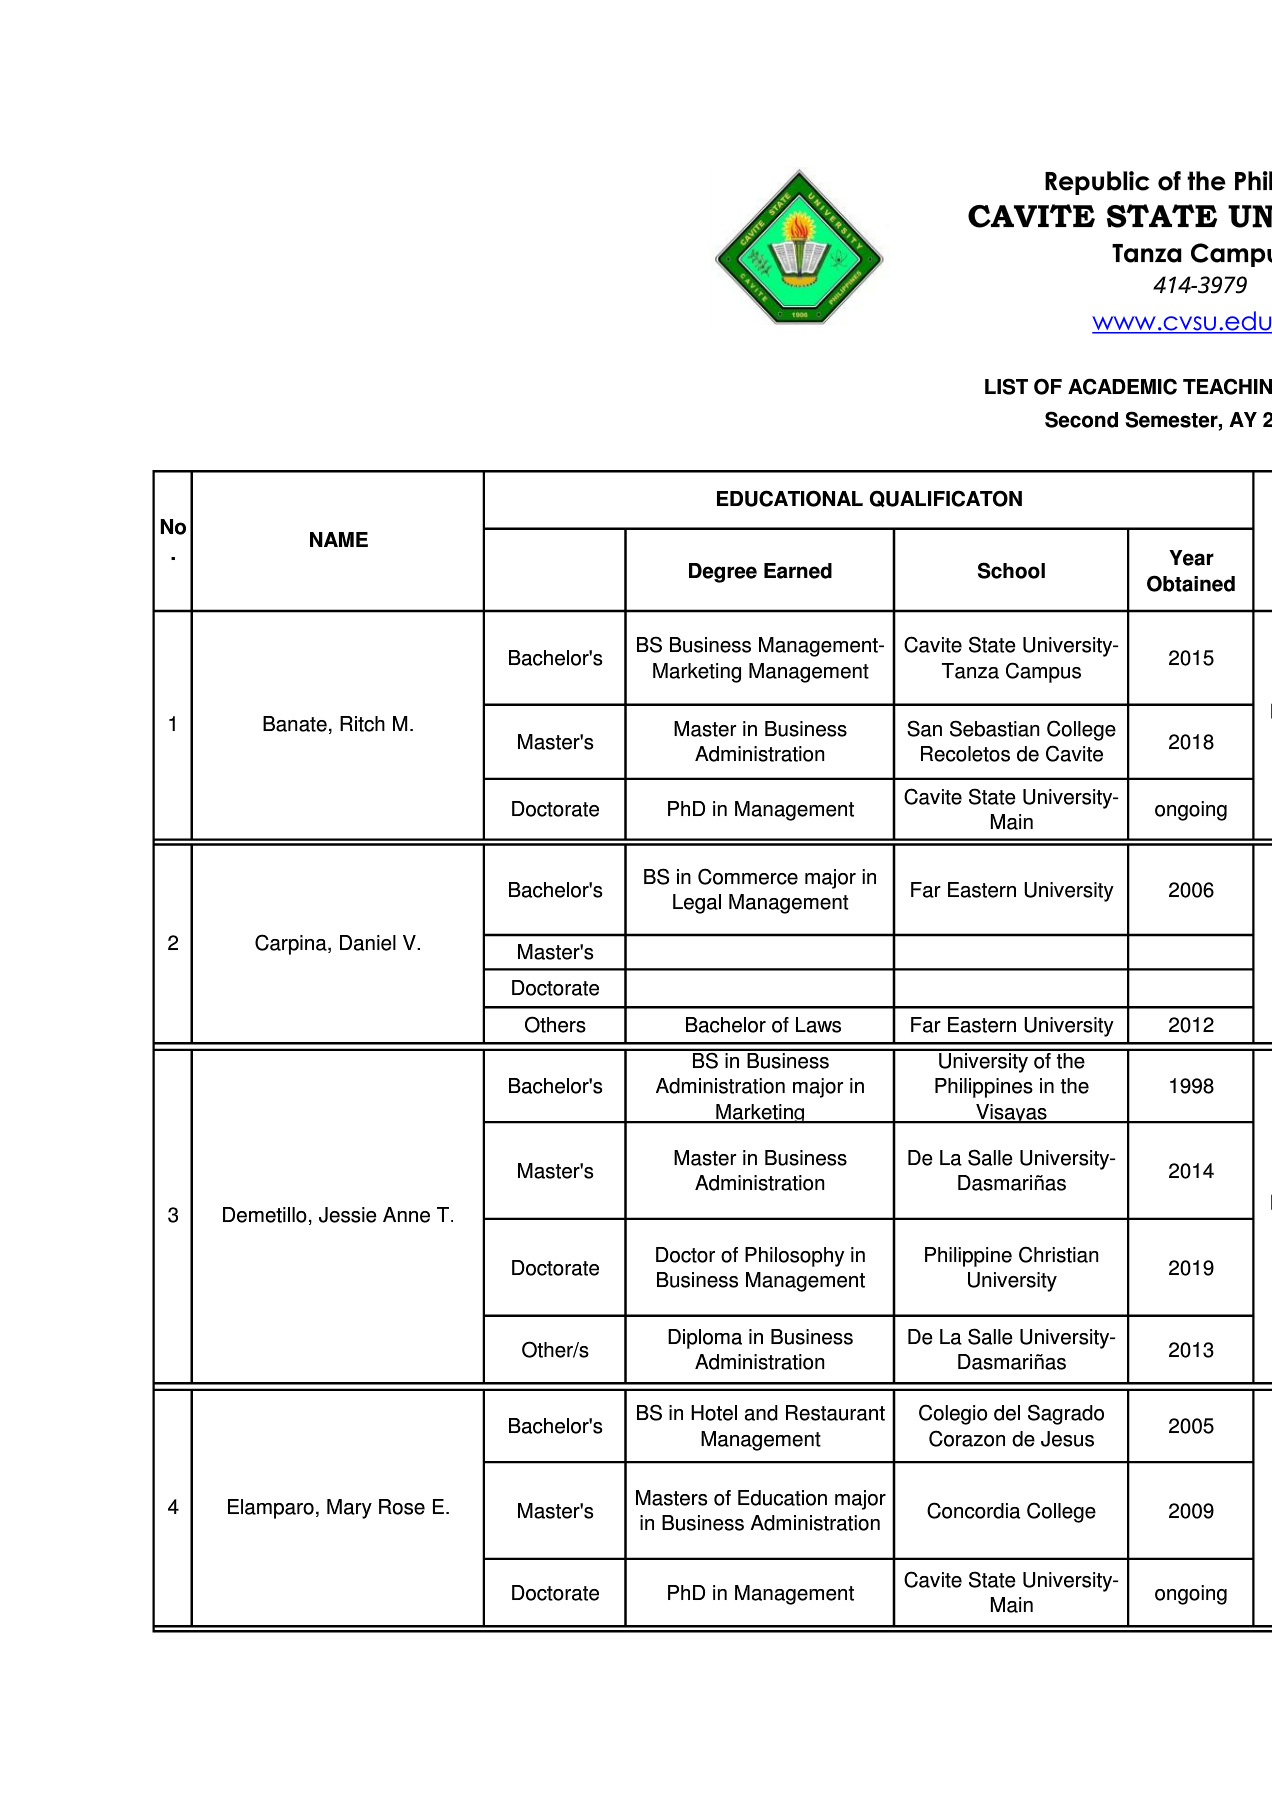 CAVITE STATE UNIVERSITY
CAVITE PHILIPPINES
1906
Republic of the Phil
CAVITE STATE UN
Tanza Campu
414-3979
www.cvsu.edu
LIST OF ACADEMIC TEACHIN
Second Semester, AY 2
No
.
NAME
EDUCATIONAL QUALIFICATON
Degree Earned
School
Year
Obtained
1
Banate, Ritch M.
Bachelor's
BS Business Management-
Marketing Management
Cavite State University-
Tanza Campus
2015
Master's
Master in Business
Administration
San Sebastian College
Recoletos de Cavite
2018
Doctorate
PhD in Management
Cavite State University-
Main
ongoing
2
Carpina, Daniel V.
Bachelor's
BS in Commerce major in
Legal Management
Far Eastern University
2006
Master's
Doctorate
Others
Bachelor of Laws
Far Eastern University
2012
3
Demetillo, Jessie Anne T.
Bachelor's
BS in Business
Administration major in
Marketing
University of the
Philippines in the
Visayas
1998
Master's
Master in Business
Administration
De La Salle University-
Dasmariñas
2014
Doctorate
Doctor of Philosophy in
Business Management
Philippine Christian
University
2019
Other/s
Diploma in Business
Administration
De La Salle University-
Dasmariñas
2013
4
Elamparo, Mary Rose E.
Bachelor's
BS in Hotel and Restaurant
Management
Colegio del Sagrado
Corazon de Jesus
2005
Master's
Masters of Education major
in Business Administration
Concordia College
2009
Doctorate
PhD in Management
Cavite State University-
Main
ongoing